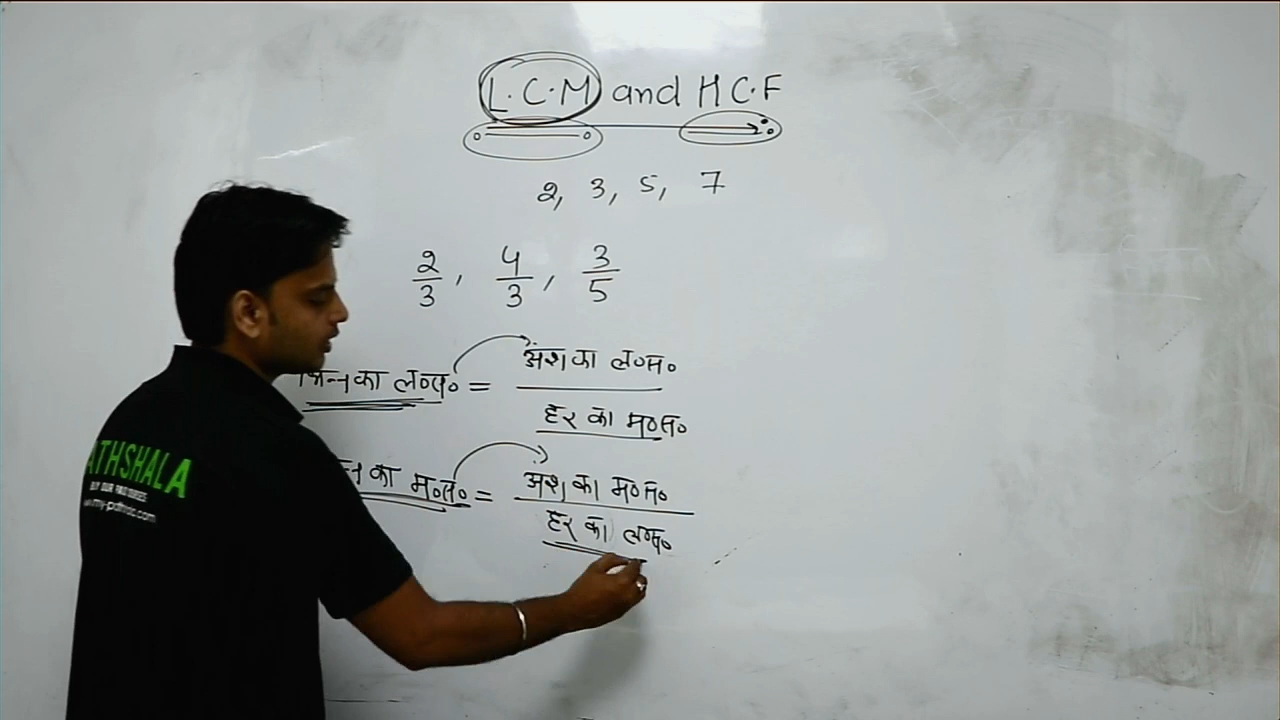 L.C.M and H C.F
2, 3, 5, 7
2/3, 4/3, 3/5
का ल०स० = अंश का ल०स०
हर का म०स०
का म०स० = अंश का म०स०
हर का ल०स०
ATHSHALA